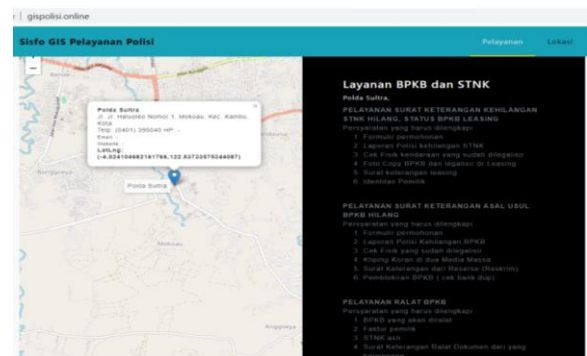 gispolisi.online
Sisfo GIS Pelayanan Polisi
Pelayanan
Lokasi
Polda Sultra
Jl. Jl. Haluoleo Nomor 1. Mokoau, Kec. Kambu,
Kota
Telp: (0401) 395040 HP: -
Email: -
Website: -
LatLng:
Polda Sultra
Mokoau
Anggoeya
Layanan BPKB dan STNK
Polda Sultra,
PELAYANAN SURAT KETERANGAN KEHILANGAN
STNK HILANG, STATUS BPKB LEASING
Persyaratan yang harus dilengkapi:
1 Formulir permohonan
2 Laporan Polisi kehilangan STNK
3 Cek Fisik kenderaan yang sudah dilegalisir
4 Foto Copy BPKB dan legalisir di Leasing
5 Surat keterangan leasing
6 Identitas Pemilik
PELAYANAN SURAT KETERANGAN ASAL USUL
BPKB HILANG
Persyaratan yang harus dilengkapi:
1 Formulir permohonan
2 Laporan Polisi Kehilangan BPKB
3 Cek Fisik yang sudah dilegalisir
4 Kliping Koran di dua Media Massa
5 Surat Keterangan dari Reserse (Reskrim)
6 Pemblokiran BPKB ( cek bank dup)
PELAYANAN RALAT BPKB
Persyaratan yang harus dilengkapi:
1 BPKB yang akan diralat
2 Faktur pemilik
3 STNK asli
4 Surat Keterangan Ralat Dokumen dari yang